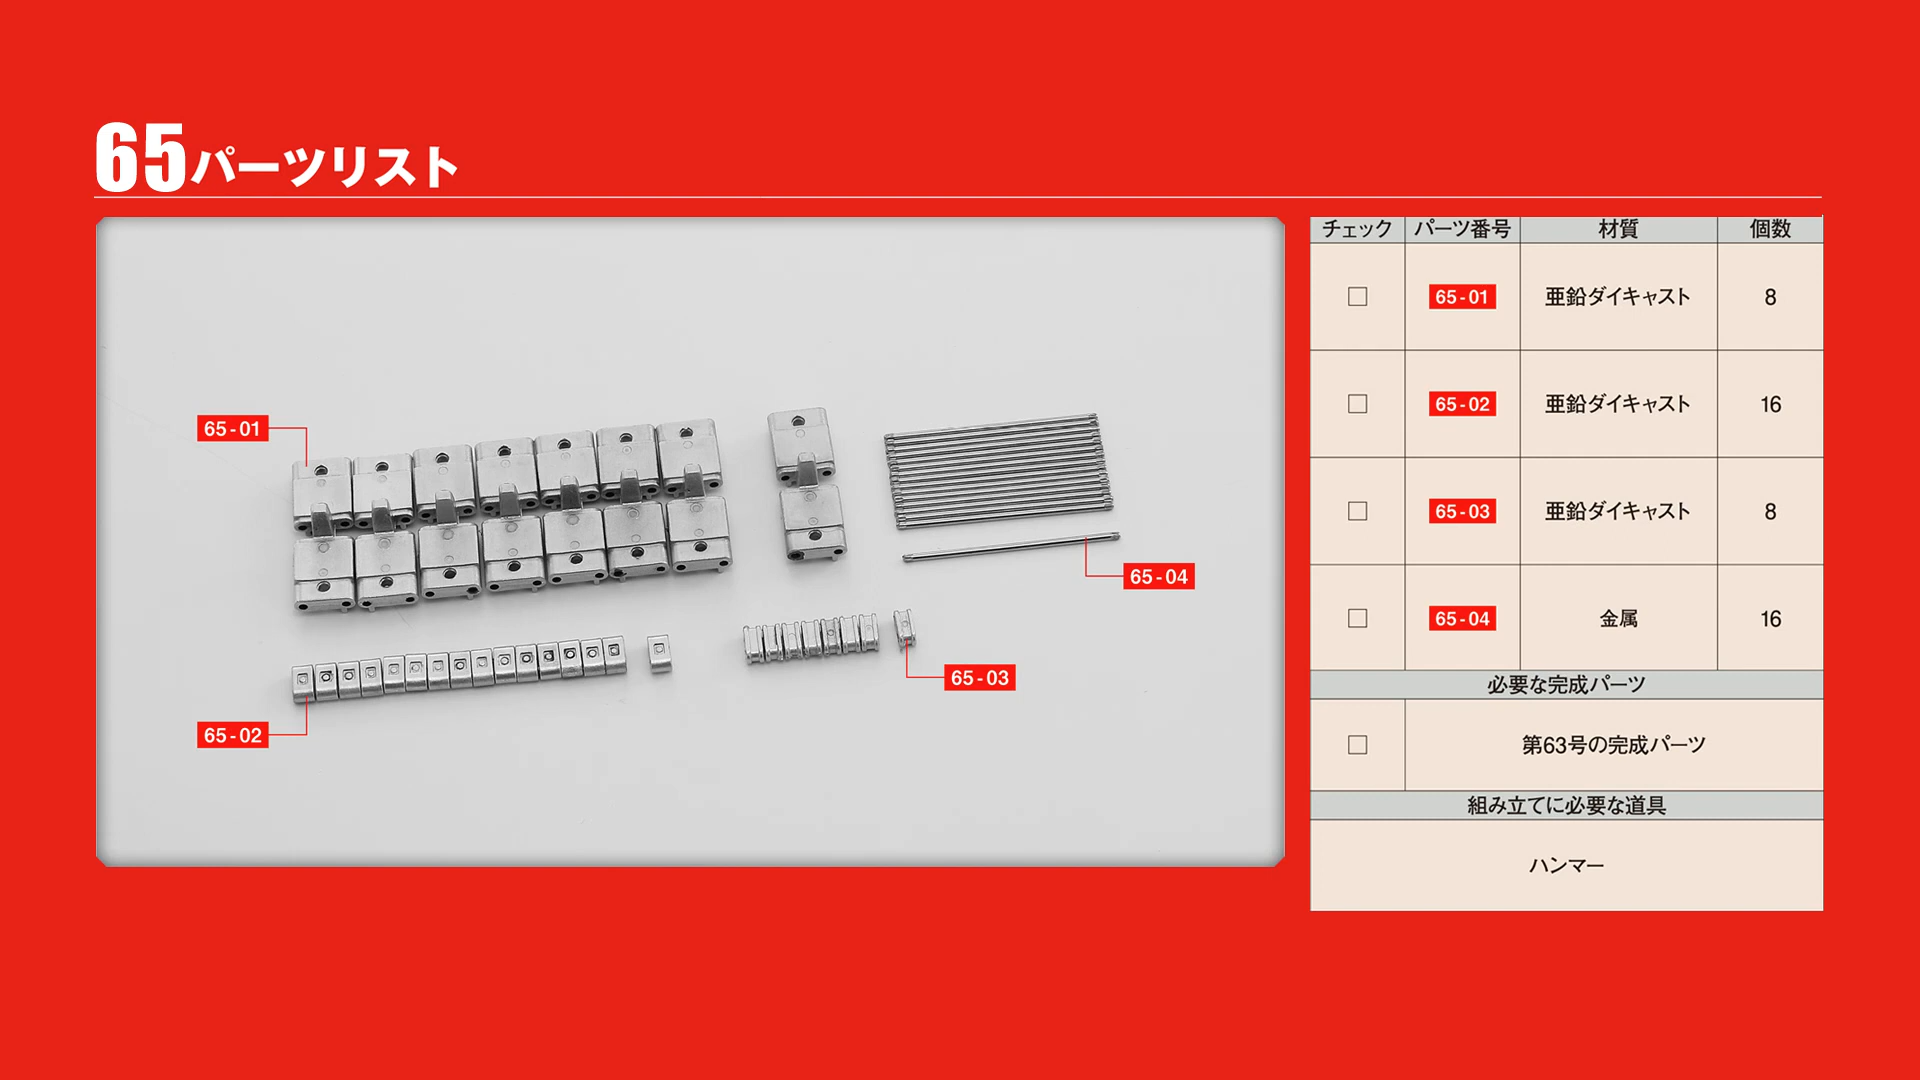 65パーツリスト
65-01
65-02
65-03
65-04
チェック パーツ番号 材質 個数
□ 65-01 亜鉛ダイキャスト 8
□ 65-02 亜鉛ダイキャスト 16
□ 65-03 亜鉛ダイキャスト 8
□ 65-04 金属 16
必要な完成パーツ
□ 第63号の完成パーツ
組み立てに必要な道具
ハンマー